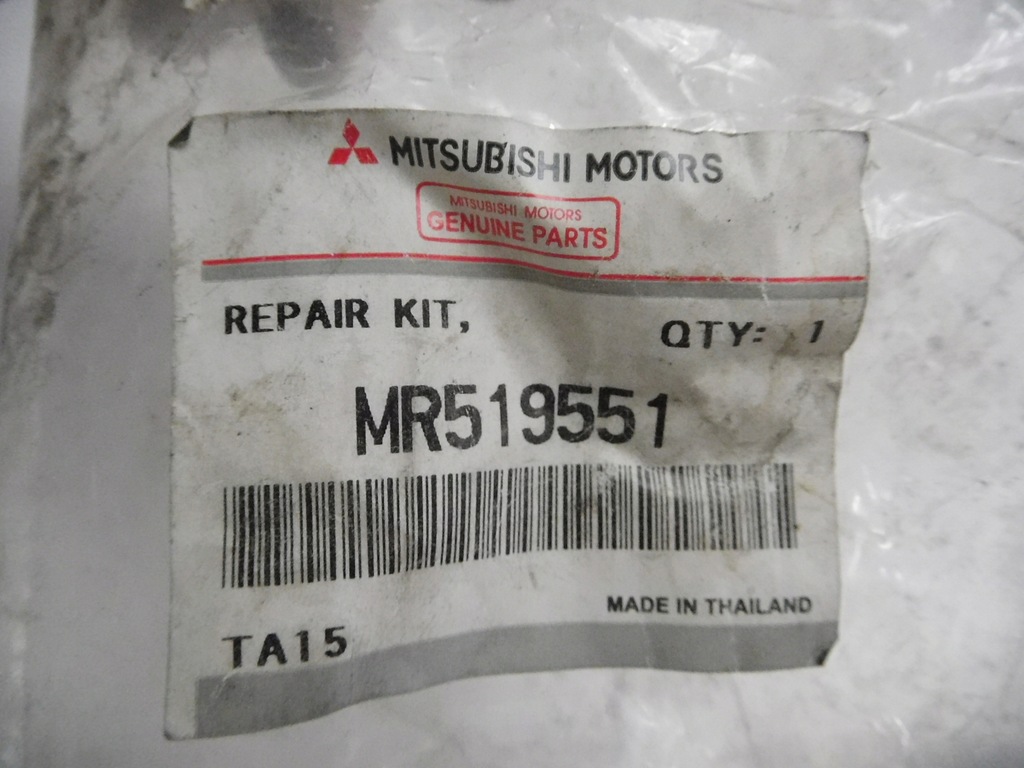 MITSUBISHI MOTORS
MITSUBISHI MOTORS
GENUINE PARTS
REPAIR KIT, QTY: 1
MR519551
MADE IN THAILAND
TA15